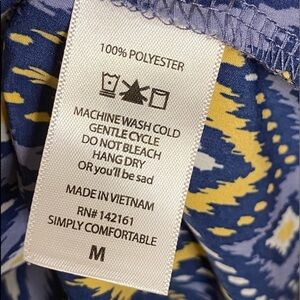 100% POLYESTER
MACHINE WASH COLD
GENTLE CYCLE
DO NOT BLEACH
HANG DRY
OR you'll be sad
MADE IN VIETNAM
RN# 142161
SIMPLY COMFORTABLE
M